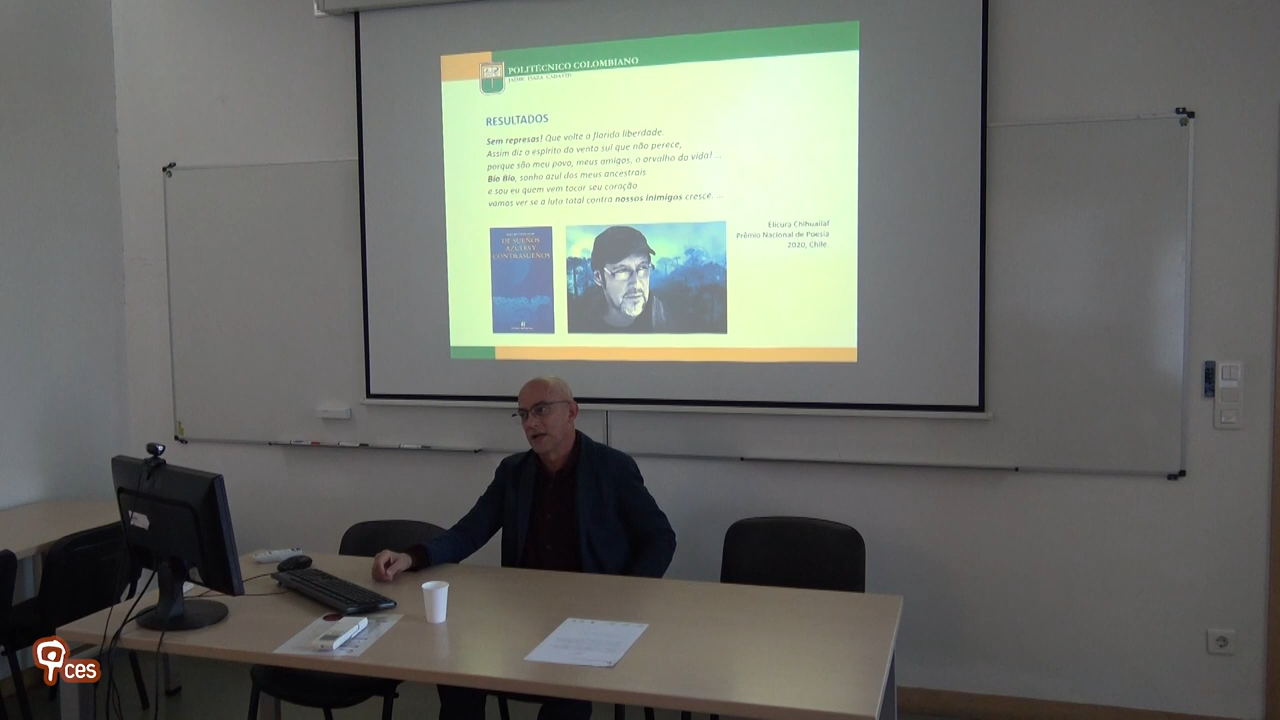 POLITÉCNICO COLOMBIANO
JAIME ISAZA CADAVID
RESULTADOS
Sem represas! Que volte a florida liberdade.
Assim diz o espírito do vento sul que não perece,
porque são meu povo, meus amigos, o orvalho da vida! ...
Bío Bío, sonho azul dos meus ancestrais
e sou eu quem vem tocar seu coração
vamos ver se a luta total contra nossos inimigos cresce. ...
DE SUEÑOS
AZULES Y
CONTRASUEÑOS
Elicura Chihuailaf
Prêmio Nacional de Poesia
2020, Chile.
ces